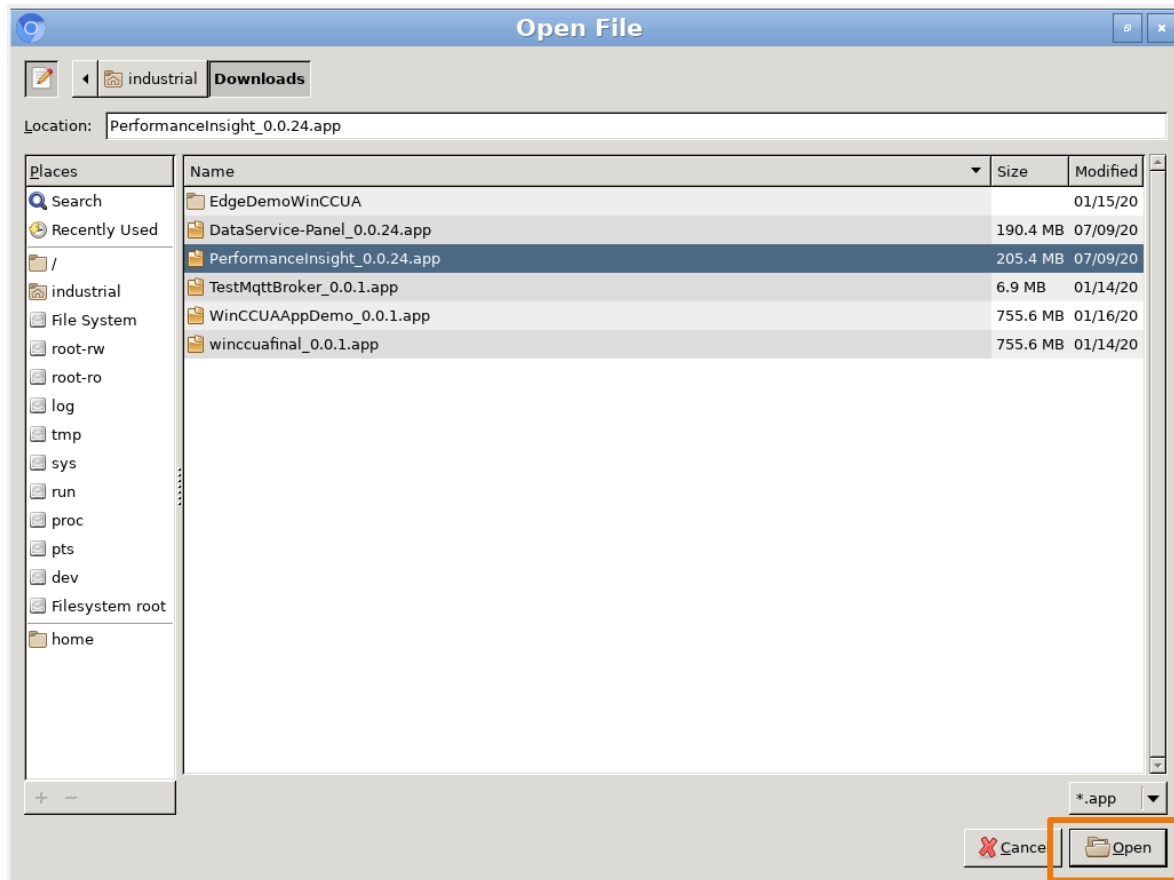 Open File
industrial Downloads
Location: PerformanceInsight_0.0.24.app
Places Name Size Modified
Search EdgeDemoWinCCUA 01/15/20
Recently Used DataService-Panel_0.0.24.app 190.4 MB 07/09/20
/ PerformanceInsight_0.0.24.app 205.4 MB 07/09/20
industrial TestMqttBroker_0.0.1.app 6.9 MB 01/14/20
File System WinCCUAAppDemo_0.0.1.app 755.6 MB 01/16/20
root-rw winccuafinal_0.0.1.app 755.6 MB 01/14/20
root-ro
log
tmp
sys
run
proc
pts
dev
Filesystem root
home
*.app
Cance Open